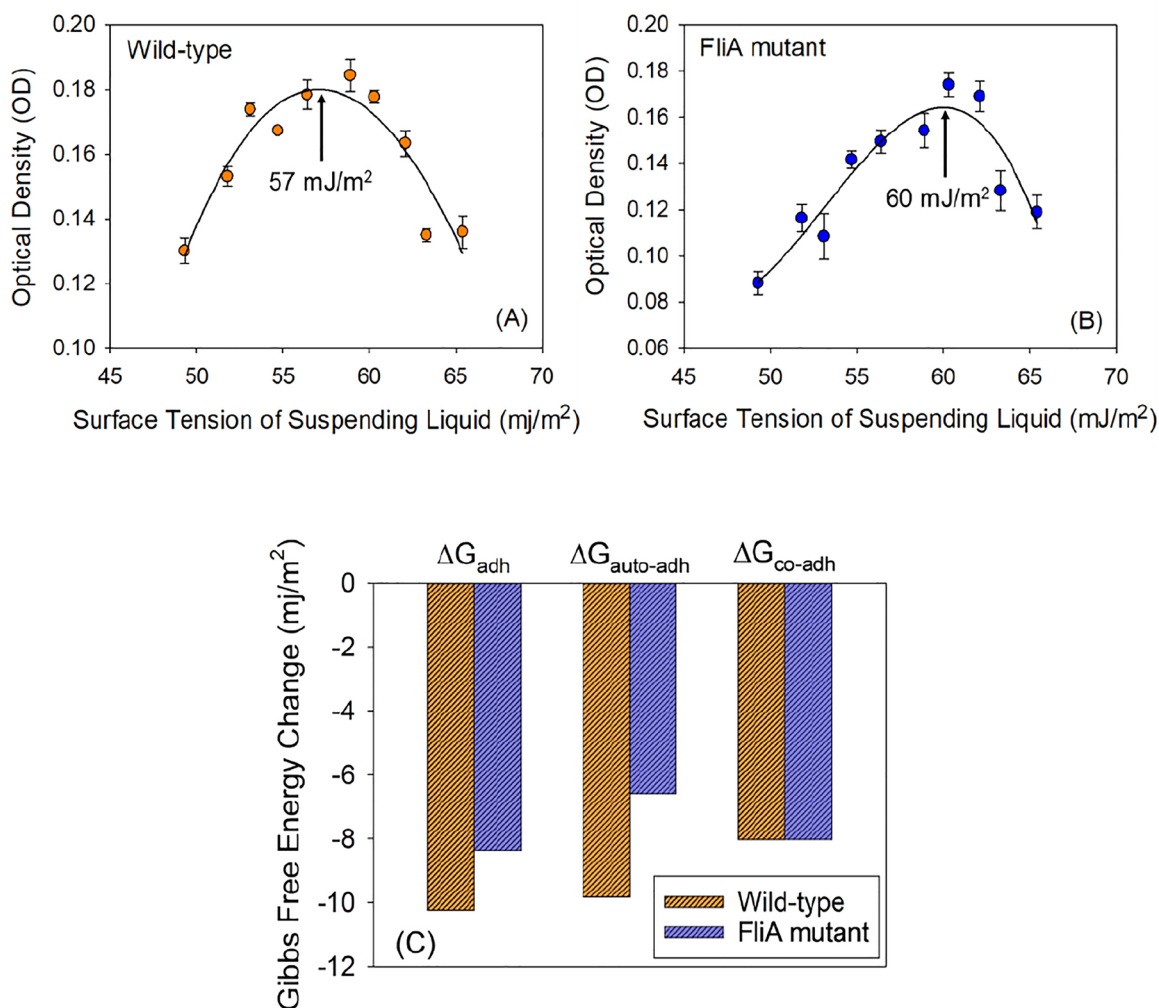 Wild-type
Optical Density (OD)
0.20
0.18
0.16
0.14
0.12
0.10
57 mJ/m²
(A)
45 50 55 60 65 70
Surface Tension of Suspending Liquid (mj/m²)
FliA mutant
Optical Density (OD)
0.20
0.18
0.16
0.14
0.12
0.10
0.08
0.06
60 mJ/m²
(B)
45 50 55 60 65 70
Surface Tension of Suspending Liquid (mJ/m²)
ΔG_adh ΔG_auto-adh ΔG_co-adh
Gibbs Free Energy Change (mj/m²)
0
-2
-4
-6
-8
-10
-12
Wild-type
FliA mutant
(C)